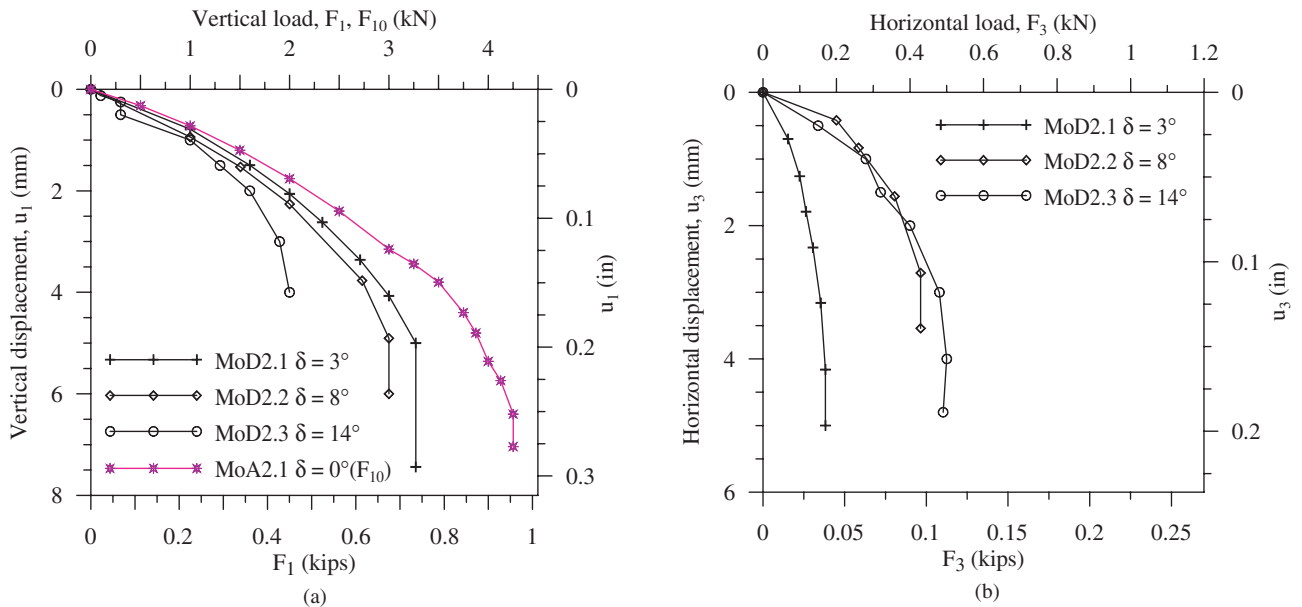 Vertical load, F1, F10 (kN)
0 1 2 3 4
0 2 4 6 8
Vertical displacement, u1 (mm)
0 0.1 0.2 0.3
u1 (in)
MoD2.1 δ = 3°
MoD2.2 δ = 8°
MoD2.3 δ = 14°
MoA2.1 δ = 0°(F10)
0 0.2 0.4 0.6 0.8 1
F1 (kips)
(a)
Horizontal load, F3 (kN)
0 0.2 0.4 0.6 0.8 1 1.2
0 2 4 6
Horizontal displacement, u3 (mm)
0 0.1 0.2
u3 (in)
MoD2.1 δ = 3°
MoD2.2 δ = 8°
MoD2.3 δ = 14°
0 0.05 0.1 0.15 0.2 0.25
F3 (kips)
(b)